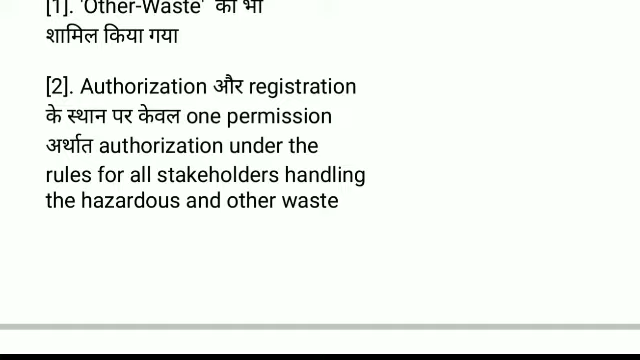 [1]. 'Other-Waste' को भी
शामिल किया गया
[2]. Authorization और registration
के स्थान पर केवल one permission
अर्थात authorization under the
rules for all stakeholders handling
the hazardous and other waste